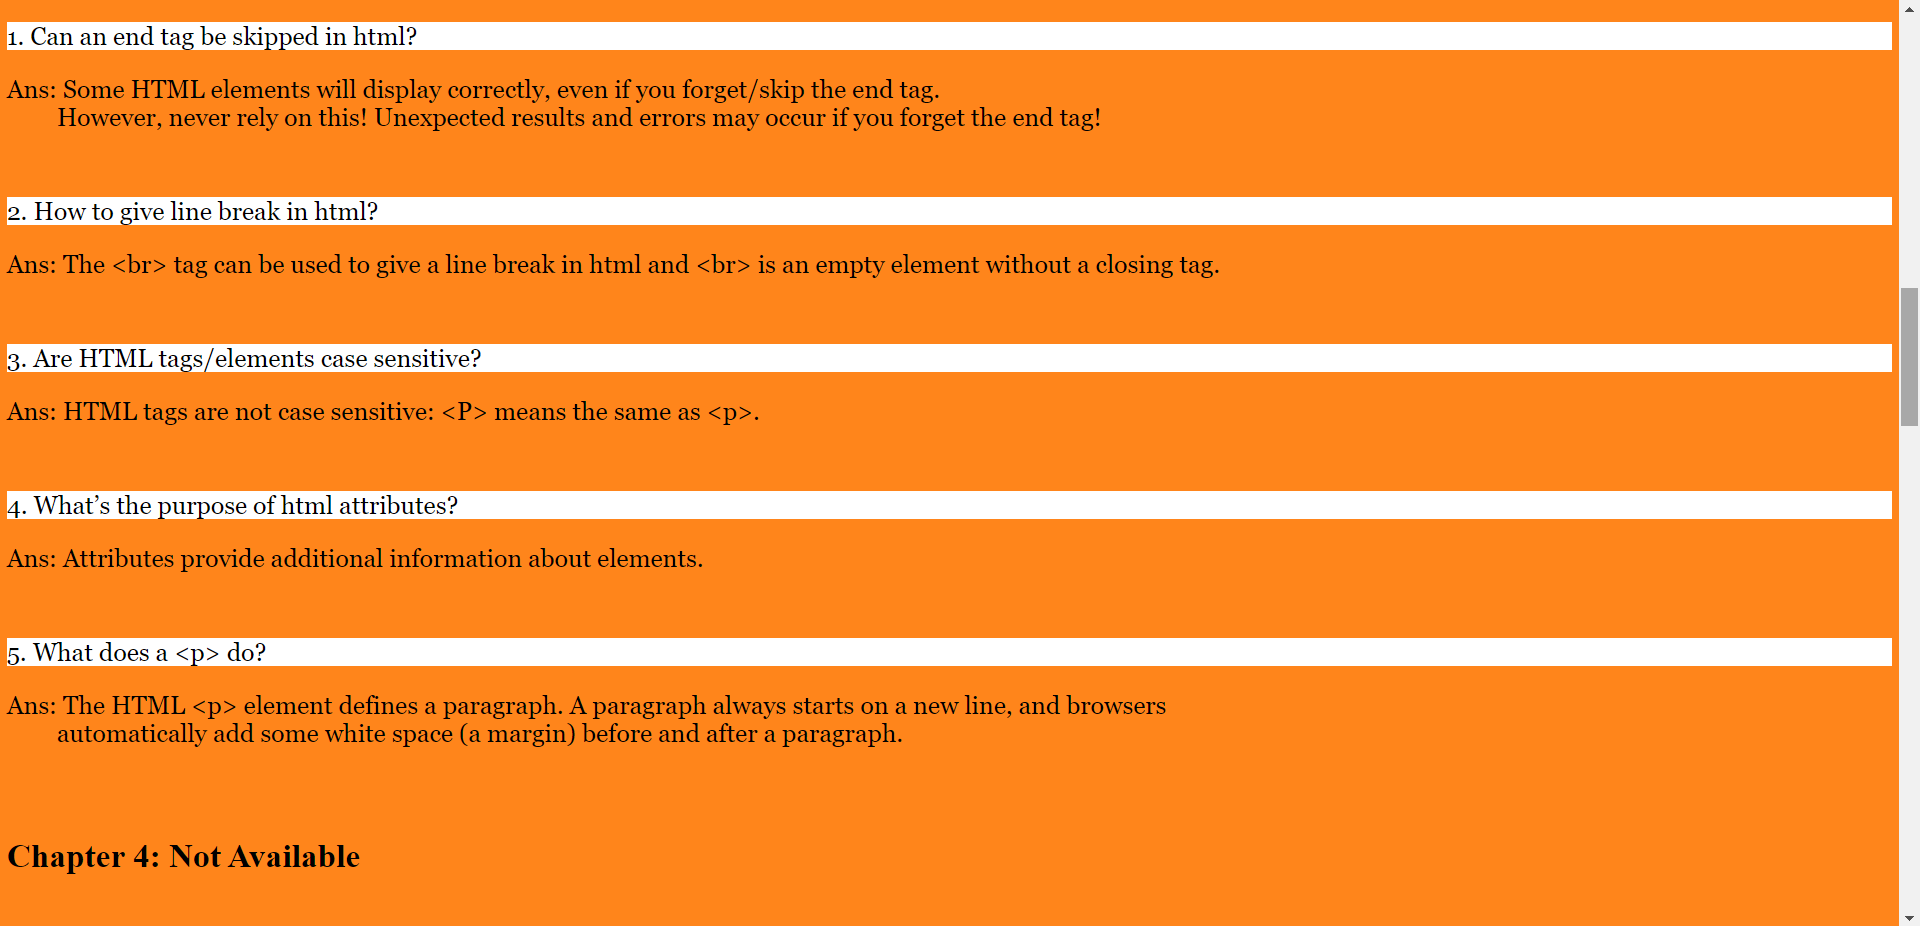 1. Can an end tag be skipped in html?
Ans: Some HTML elements will display correctly, even if you forget/skip the end tag.
However, never rely on this! Unexpected results and errors may occur if you forget the end tag!
2. How to give line break in html?
Ans: The <br> tag can be used to give a line break in html and <br> is an empty element without a closing tag.
3. Are HTML tags/elements case sensitive?
Ans: HTML tags are not case sensitive: <P> means the same as <p>.
4. What’s the purpose of html attributes?
Ans: Attributes provide additional information about elements.
5. What does a <p> do?
Ans: The HTML <p> element defines a paragraph. A paragraph always starts on a new line, and browsers
automatically add some white space (a margin) before and after a paragraph.
Chapter 4: Not Available